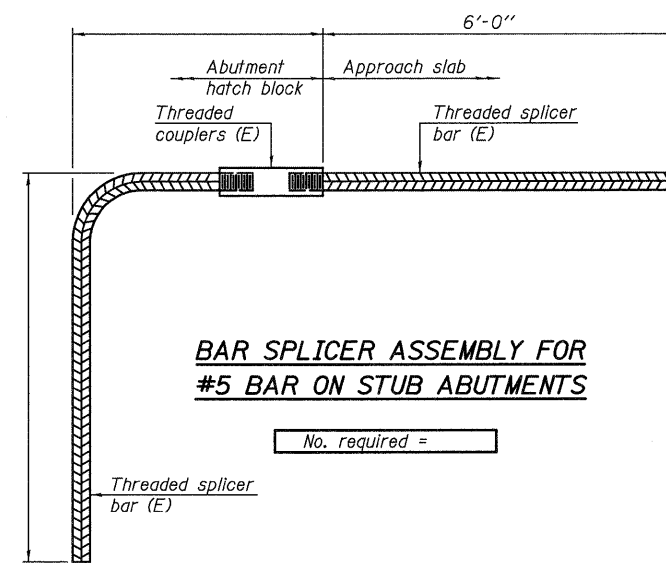 6'-0"
Abutment
hatch block
Approach slab
Threaded
couplers (E)
Threaded splicer
bar (E)
BAR SPLICER ASSEMBLY FOR
#5 BAR ON STUB ABUTMENTS
No. required =
Threaded splicer
bar (E)